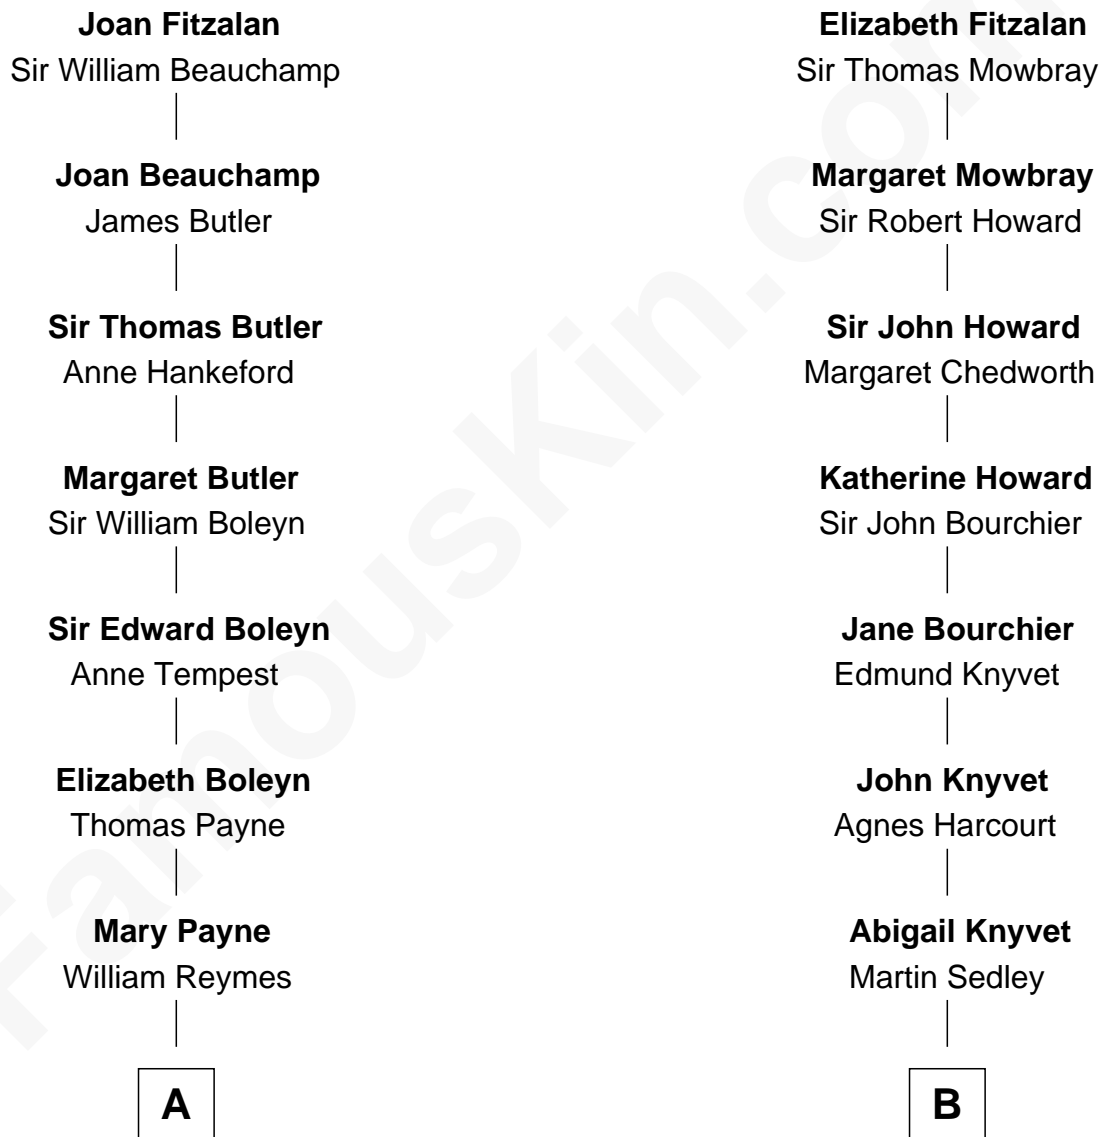 Joan Fitzalan
Sir William Beauchamp
Joan Beauchamp
James Butler
Sir Thomas Butler
Anne Hankeford
Margaret Butler
Sir William Boleyn
Sir Edward Boleyn
Anne Tempest
Elizabeth Boleyn
Thomas Payne
Mary Payne
William Reymes
A
Elizabeth Fitzalan
Sir Thomas Mowbray
Margaret Mowbray
Sir Robert Howard
Sir John Howard
Margaret Chedworth
Katherine Howard
Sir John Bourchier
Jane Bourchier
Edmund Knyvet
John Knyvet
Agnes Harcourt
Abigail Knyvet
Martin Sedley
B
FamousKin.com